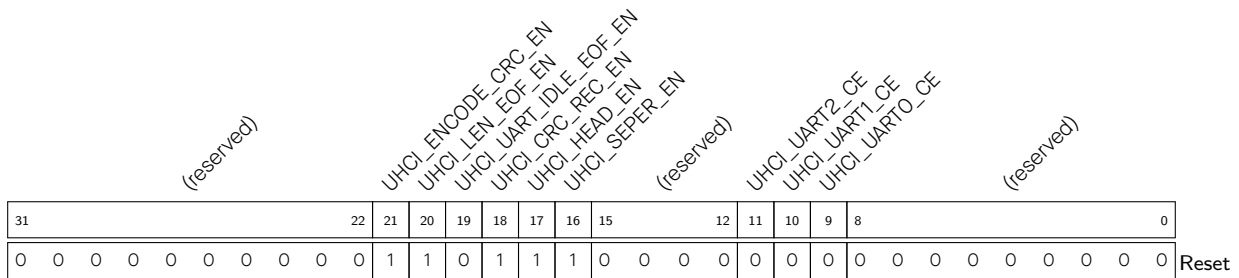 (reserved)
UHCI_ENCODE_CRC_EN
UHCI_LEN_EOF_EN
UHCI_UART_IDLE_EOF_EN
UHCI_CRC_REC_EN
UHCI_HEAD_EN
UHCI_SEPER_EN
(reserved)
UHCI_UART2_CE
UHCI_UART1_CE
UHCI_UART0_CE
(reserved)
31 22 21 20 19 18 17 16 15 12 11 10 9 8 0
0 0 0 0 0 0 0 0 0 0 1 1 0 1 1 1 0 0 0 0 0 0 0 0 0 0 0 0 0 0 0 0 Reset